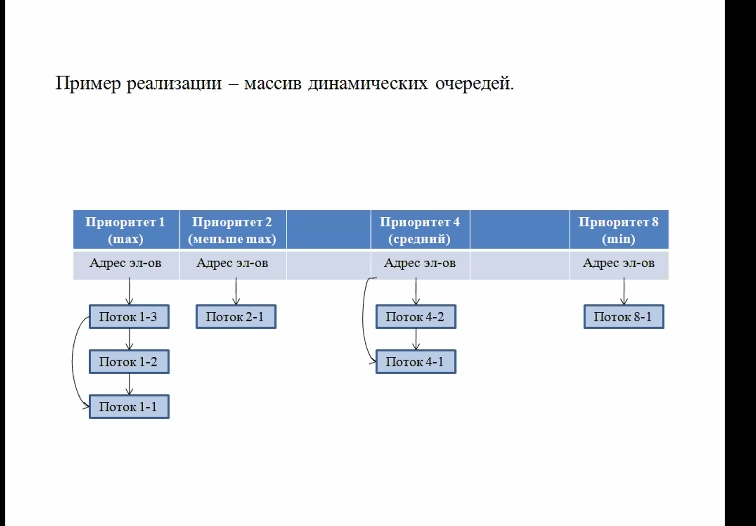 Пример реализации – массив динамических очередей.
Приоритет 1 (max)
Приоритет 2 (меньше max)
Приоритет 4 (средний)
Приоритет 8 (min)
Адрес эл-ов
Адрес эл-ов
Адрес эл-ов
Адрес эл-ов
Поток 1-3
Поток 2-1
Поток 4-2
Поток 8-1
Поток 1-2
Поток 4-1
Поток 1-1